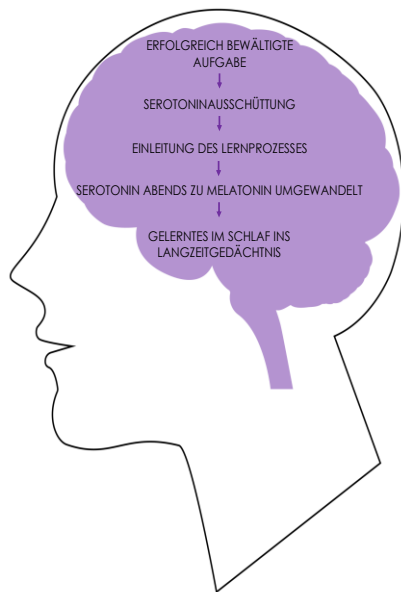 ERFOLGREICH BEWÄLTIGTE
AUFGABE
SEROTONINAUSSCHÜTTUNG
EINLEITUNG DES LERNPROZESSES
SEROTONIN ABENDS ZU MELATONIN UMGEWANDELT
GELERNTES IM SCHLAF INS
LANGZEITGEDÄCHTNIS